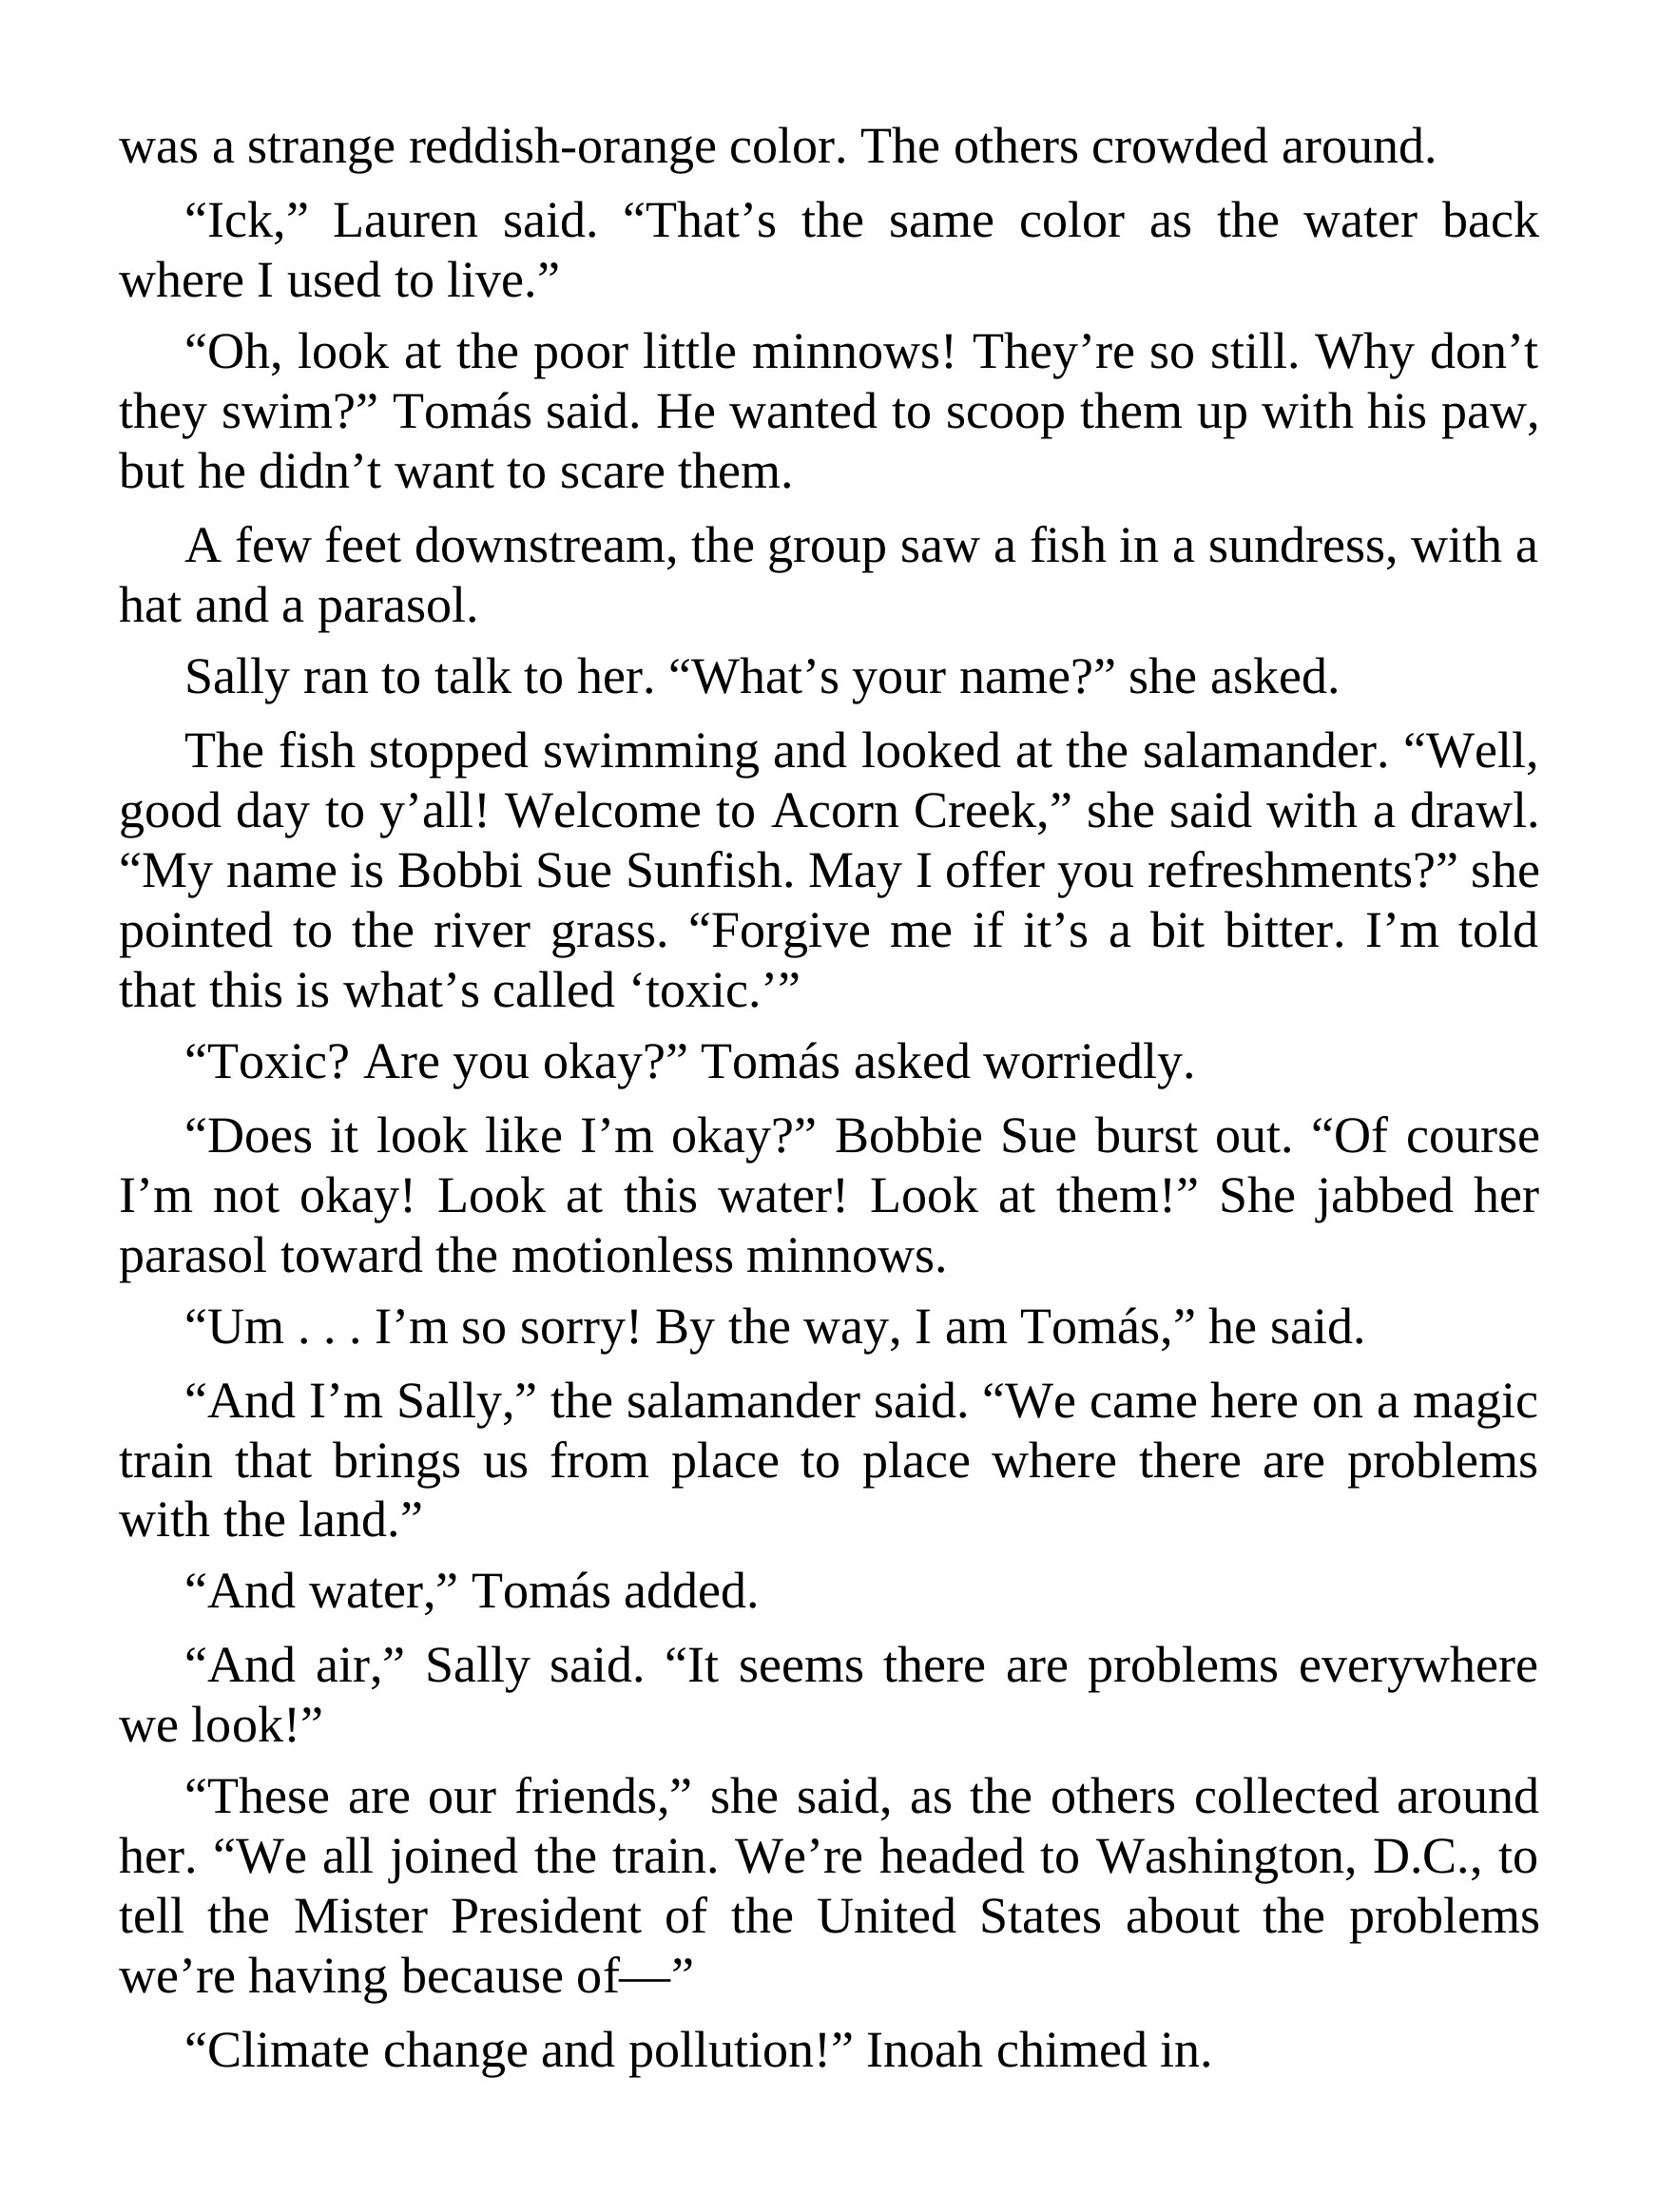 was a strange reddish-orange color. The others crowded around.
“Ick,” Lauren said. “That’s the same color as the water back
where I used to live.”
“Oh, look at the poor little minnows! They’re so still. Why don’t
they swim?” Tomás said. He wanted to scoop them up with his paw,
but he didn’t want to scare them.
A few feet downstream, the group saw a fish in a sundress, with a
hat and a parasol.
Sally ran to talk to her. “What’s your name?” she asked.
The fish stopped swimming and looked at the salamander. “Well,
good day to y’all! Welcome to Acorn Creek,” she said with a drawl.
“My name is Bobbi Sue Sunfish. May I offer you refreshments?” she
pointed to the river grass. “Forgive me if it’s a bit bitter. I’m told
that this is what’s called ‘toxic.’”
“Toxic? Are you okay?” Tomás asked worriedly.
“Does it look like I’m okay?” Bobbie Sue burst out. “Of course
I’m not okay! Look at this water! Look at them!” She jabbed her
parasol toward the motionless minnows.
“Um . . . I’m so sorry! By the way, I am Tomás,” he said.
“And I’m Sally,” the salamander said. “We came here on a magic
train that brings us from place to place where there are problems
with the land.”
“And water,” Tomás added.
“And air,” Sally said. “It seems there are problems everywhere
we look!”
“These are our friends,” she said, as the others collected around
her. “We all joined the train. We’re headed to Washington, D.C., to
tell the Mister President of the United States about the problems
we’re having because of—”
“Climate change and pollution!” Inoah chimed in.